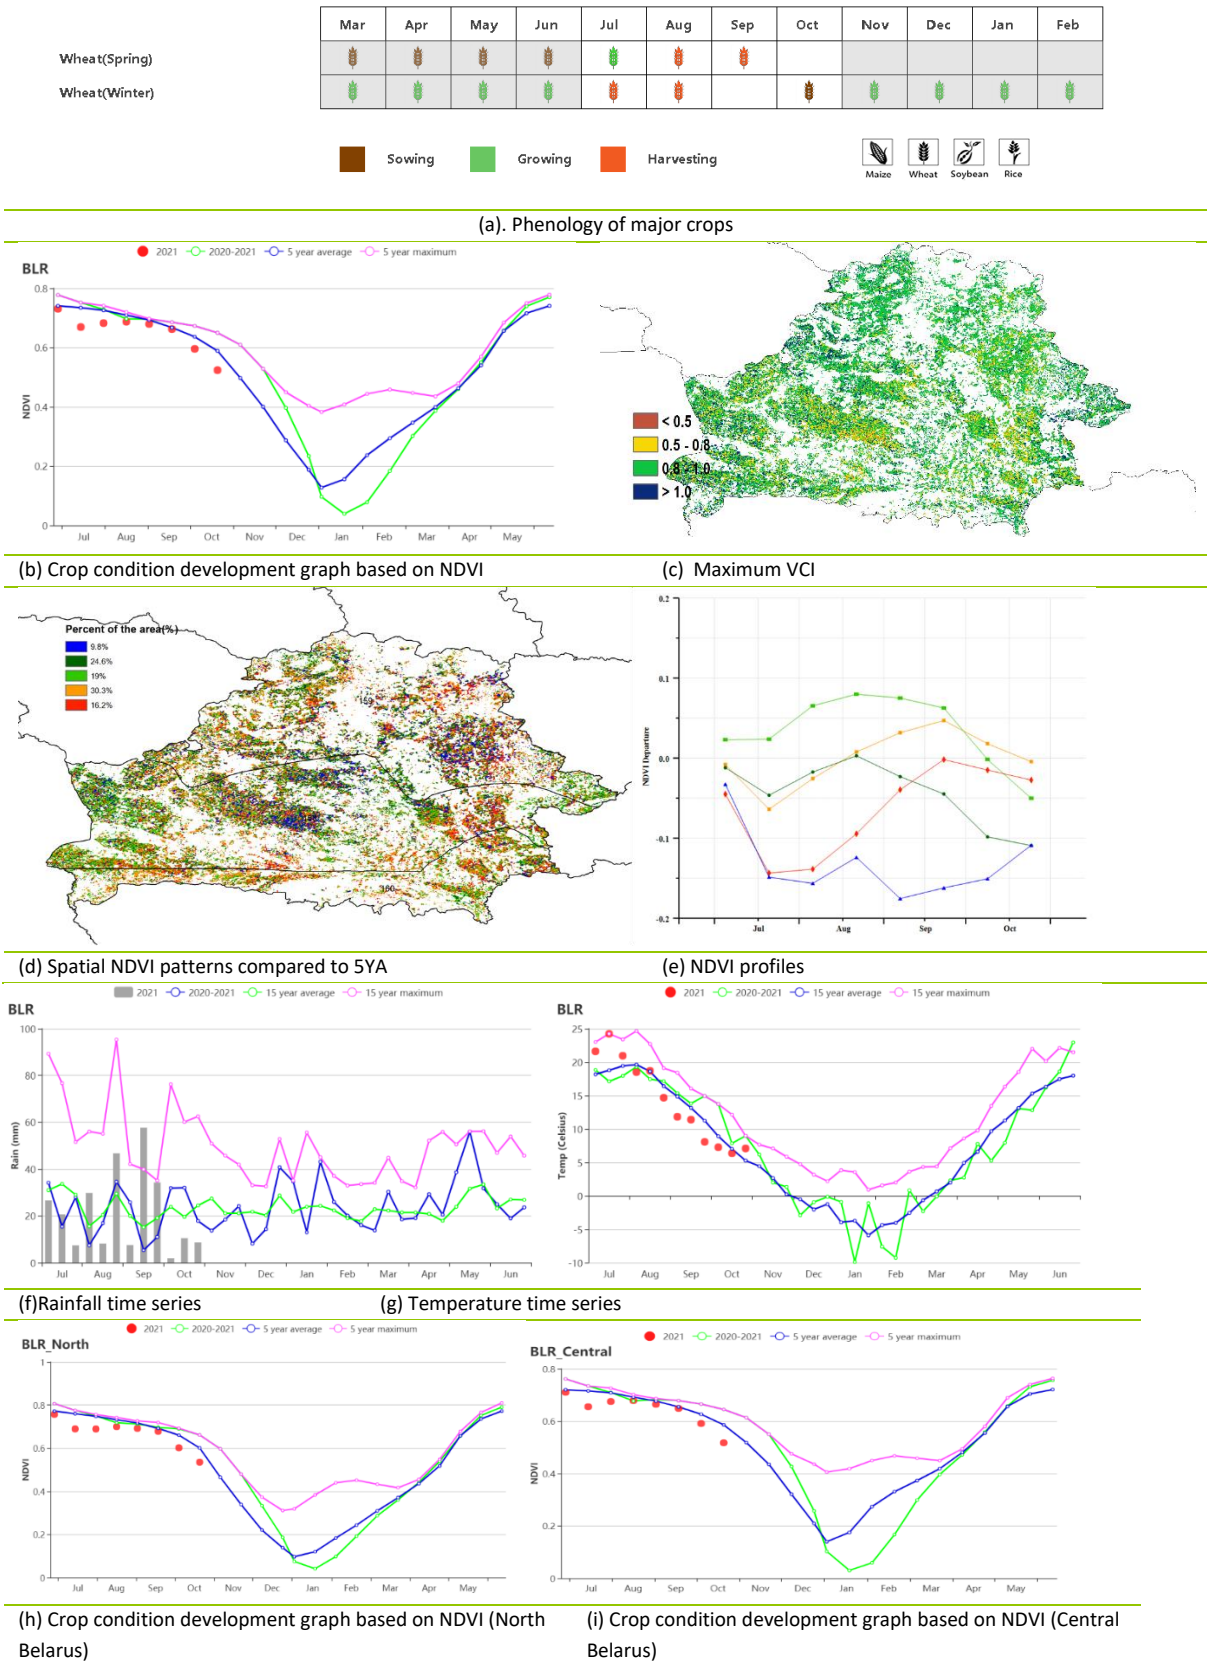 Mar Apr May Jun Jul Aug Sep Oct Nov Dec Jan Feb
Wheat(Spring)
Wheat(Winter)
Sowing Growing Harvesting
Maize Wheat Soybean Rice
(a). Phenology of major crops
2021 2020-2021 5 year average 5 year maximum
BLR
0.8
0.6
0.4
0.2
0
NDVI
Jul Aug Sep Oct Nov Dec Jan Feb Mar Apr May
< 0.5
0.5 - 0.8
0.8 - 1.0
> 1.0
(b) Crop condition development graph based on NDVI (c) Maximum VCI
Percent of the area(%)
9.8%
24.6%
19%
30.3%
16.2%
159
160
0.2
0.1
0.0
-0.1
-0.2
NDVI Departure
Jul Aug Sep Oct
(d) Spatial NDVI patterns compared to 5YA (e) NDVI profiles
2021 2020-2021 15 year average 15 year maximum
BLR
100
80
60
40
20
0
Rain (mm)
Jul Aug Sep Oct Nov Dec Jan Feb Mar Apr May Jun
2021 2020-2021 15 year average 15 year maximum
BLR
25
20
15
10
5
0
-5
-10
Temp (Celsius)
Jul Aug Sep Oct Nov Dec Jan Feb Mar Apr May Jun
(f)Rainfall time series (g) Temperature time series
2021 2020-2021 5 year average 5 year maximum
BLR_North
1
0.8
0.6
0.4
0.2
0
NDVI
Jul Aug Sep Oct Nov Dec Jan Feb Mar Apr May
2021 2020-2021 5 year average 5 year maximum
BLR_Central
0.8
0.6
0.4
0.2
0
NDVI
Jul Aug Sep Oct Nov Dec Jan Feb Mar Apr May
(h) Crop condition development graph based on NDVI (North
Belarus)
(i) Crop condition development graph based on NDVI (Central
Belarus)